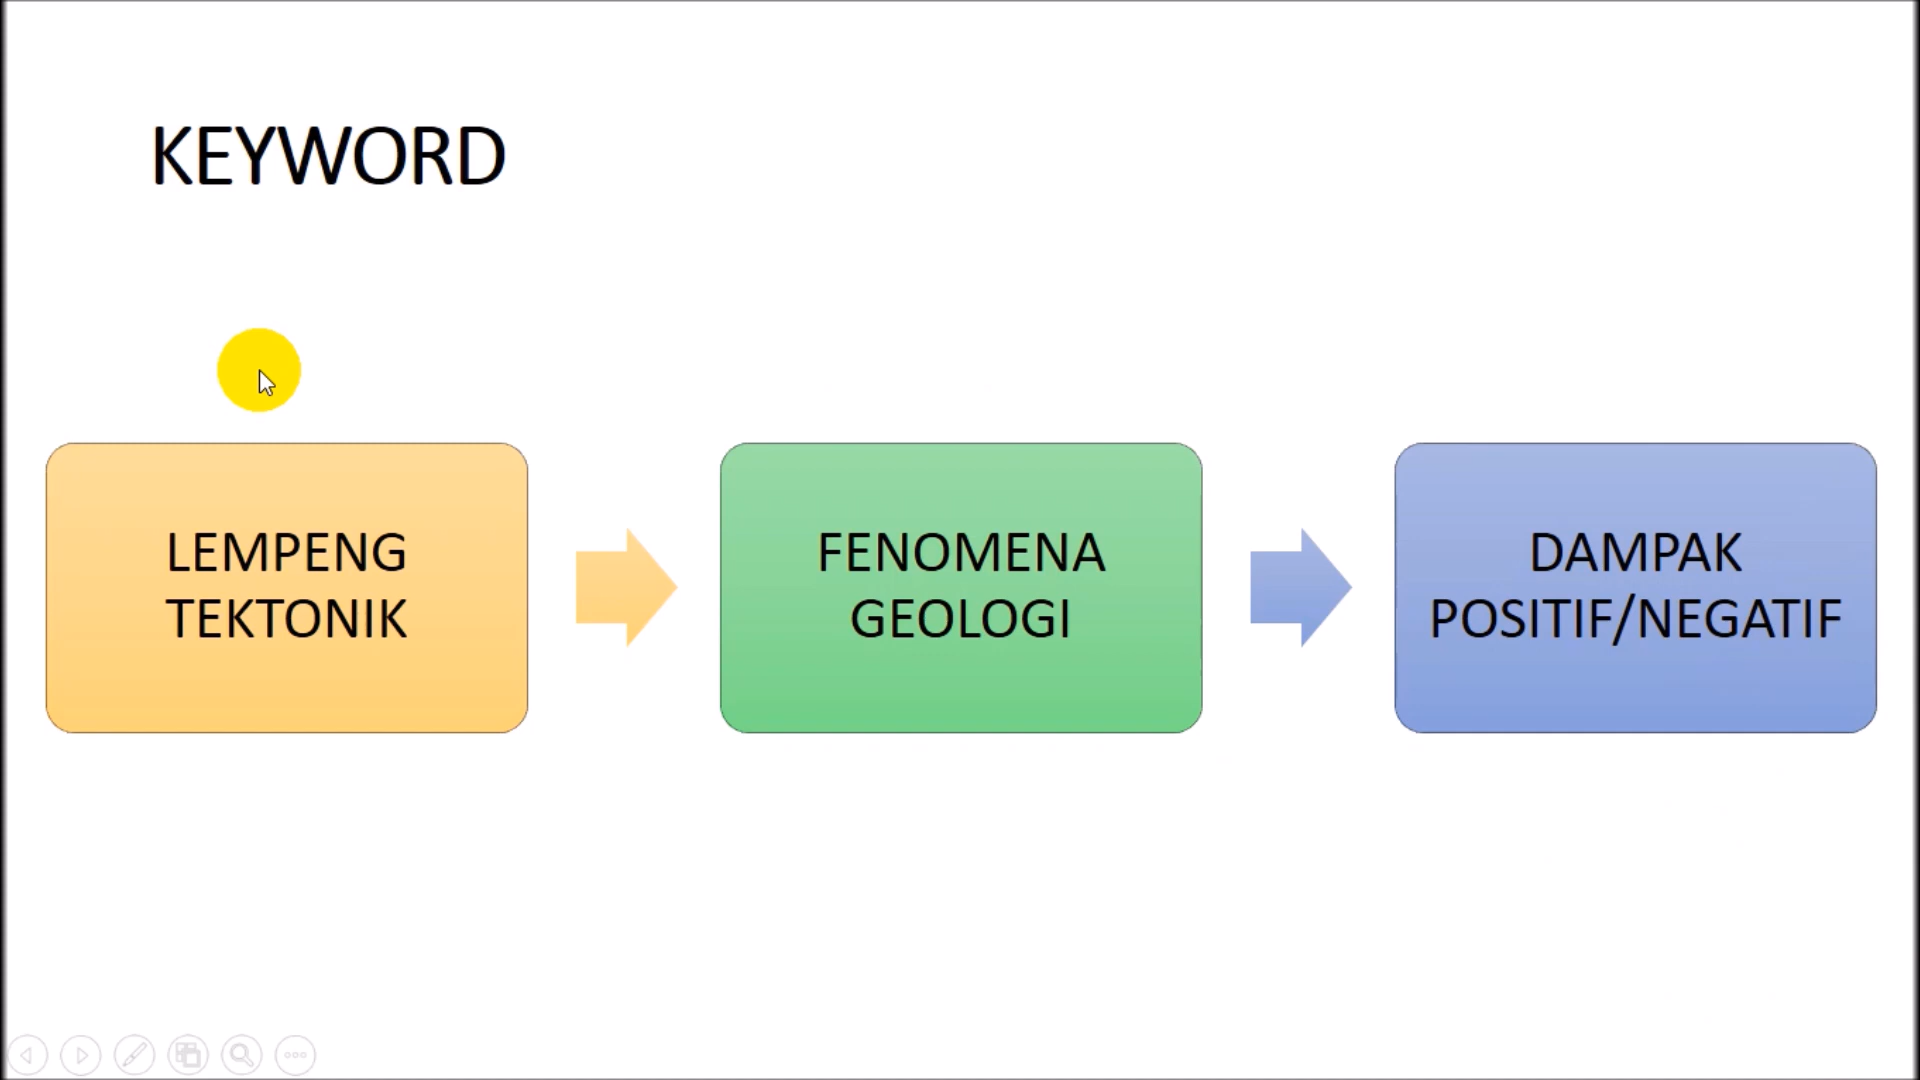 KEYWORD
LEMPENG
TEKTONIK
FENOMENA
GEOLOGI
DAMPAK
POSITIF/NEGATIF